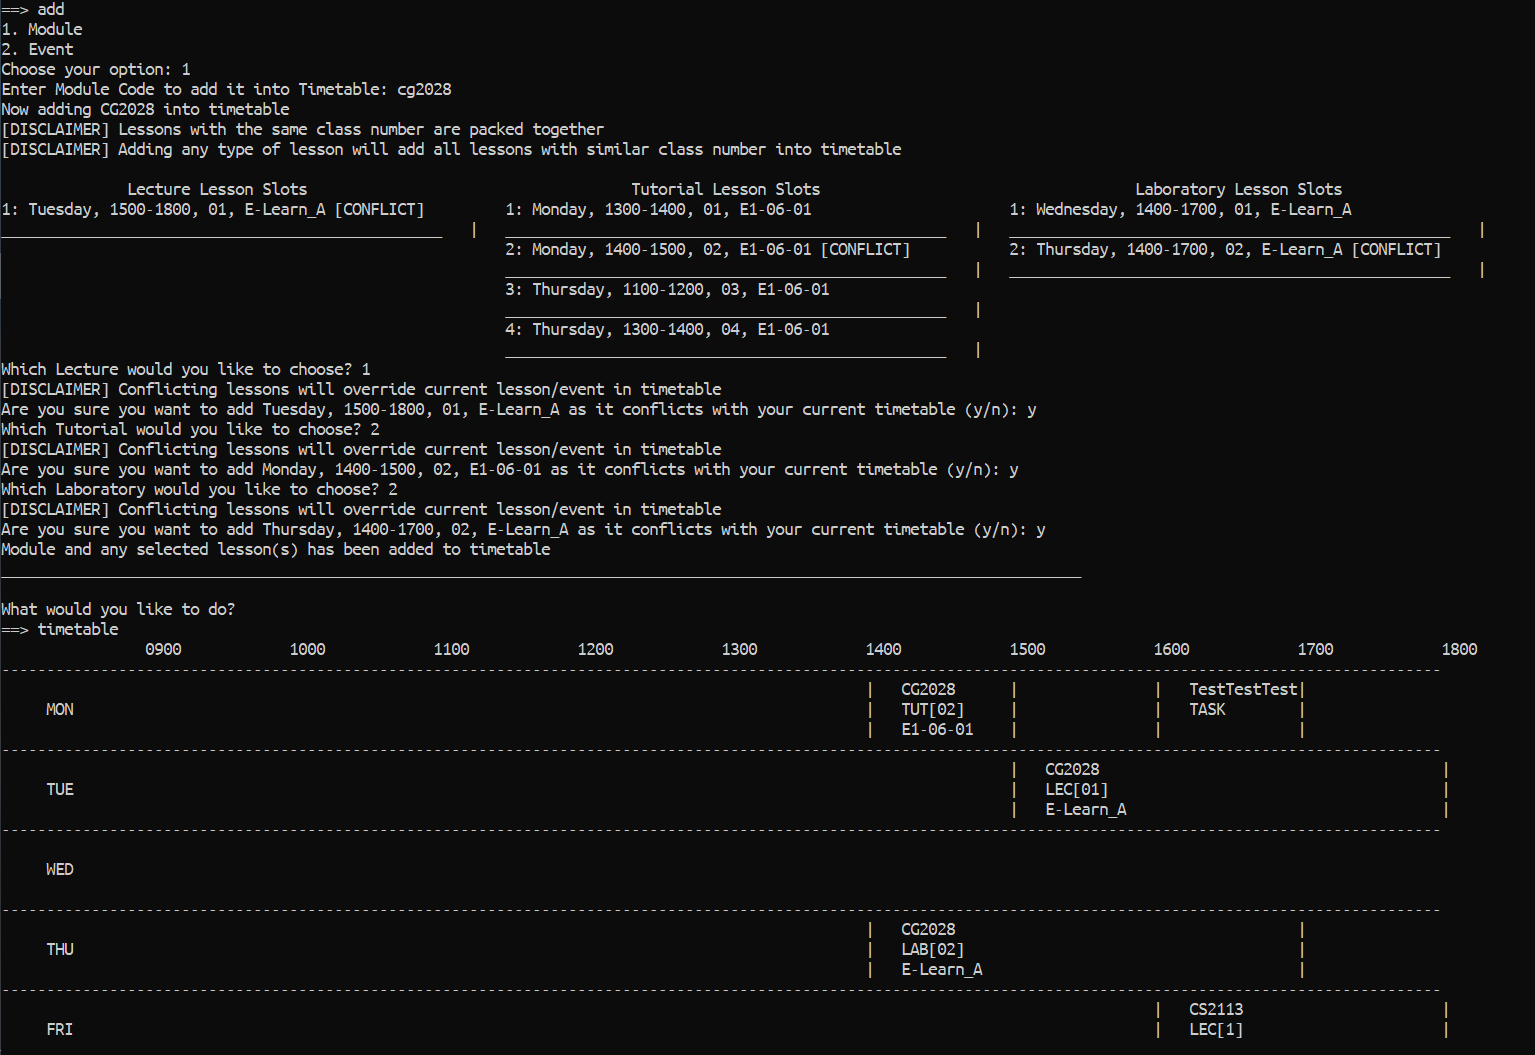 ==> add
1. Module
2. Event
Choose your option: 1
Enter Module Code to add it into Timetable: cg2028
Now adding CG2028 into timetable
[DISCLAIMER] Lessons with the same class number are packed together
[DISCLAIMER] Adding any type of lesson will add all lessons with similar class number into timetable
Lecture Lesson Slots Tutorial Lesson Slots Laboratory Lesson Slots
1: Tuesday, 1500-1800, 01, E-Learn_A [CONFLICT] 1: Monday, 1300-1400, 01, E1-06-01 1: Wednesday, 1400-1700, 01, E-Learn_A
2: Monday, 1400-1500, 02, E1-06-01 [CONFLICT] 2: Thursday, 1400-1700, 02, E-Learn_A [CONFLICT]
3: Thursday, 1100-1200, 03, E1-06-01
4: Thursday, 1300-1400, 04, E1-06-01
Which Lecture would you like to choose? 1
[DISCLAIMER] Conflicting lessons will override current lesson/event in timetable
Are you sure you want to add Tuesday, 1500-1800, 01, E-Learn_A as it conflicts with your current timetable (y/n): y
Which Tutorial would you like to choose? 2
[DISCLAIMER] Conflicting lessons will override current lesson/event in timetable
Are you sure you want to add Monday, 1400-1500, 02, E1-06-01 as it conflicts with your current timetable (y/n): y
Which Laboratory would you like to choose? 2
[DISCLAIMER] Conflicting lessons will override current lesson/event in timetable
Are you sure you want to add Thursday, 1400-1700, 02, E-Learn_A as it conflicts with your current timetable (y/n): y
Module and any selected lesson(s) has been added to timetable
What would you like to do?
==> timetable
0900 1000 1100 1200 1300 1400 1500 1600 1700 1800
| CG2028 | | TestTestTest|
MON | TUT[02] | | TASK |
| E1-06-01 | | |
| CG2028 |
TUE | LEC[01] |
| E-Learn_A |
WED
| CG2028 |
THU | LAB[02] |
| E-Learn_A |
| CS2113 |
FRI | LEC[1] |